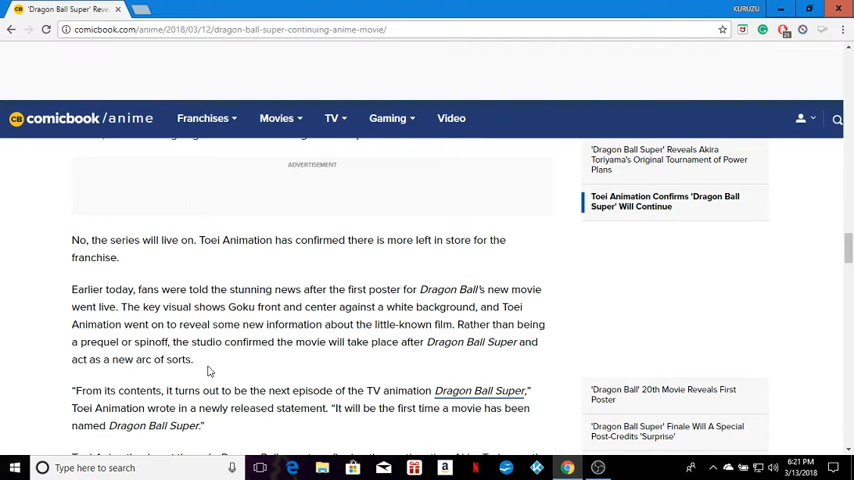 'Dragon Ball Super' Revea
KURUZU
comicbook.com/anime/2018/03/12/dragon-ball-super-continuing-anime-movie/
CB comicbook/anime Franchises Movies TV Gaming Video
ADVERTISEMENT
No, the series will live on. Toei Animation has confirmed there is more left in store for the
franchise.
Earlier today, fans were told the stunning news after the first poster for Dragon Ball's new movie
went live. The key visual shows Goku front and center against a white background, and Toei
Animation went on to reveal some new information about the little-known film. Rather than being
a prequel or spinoff, the studio confirmed the movie will take place after Dragon Ball Super and
act as a new arc of sorts.
“From its contents, it turns out to be the next episode of the TV animation Dragon Ball Super,”
Toei Animation wrote in a newly released statement. “It will be the first time a movie has been
named Dragon Ball Super.”
'Dragon Ball Super' Reveals Akira
Toriyama's Original Tournament of Power
Plans
Toei Animation Confirms 'Dragon Ball
Super' Will Continue
'Dragon Ball' 20th Movie Reveals First
Poster
'Dragon Ball Super' Finale Will A Special
Post-Credits 'Surprise'
Type here to search
6:21 PM
3/13/2018